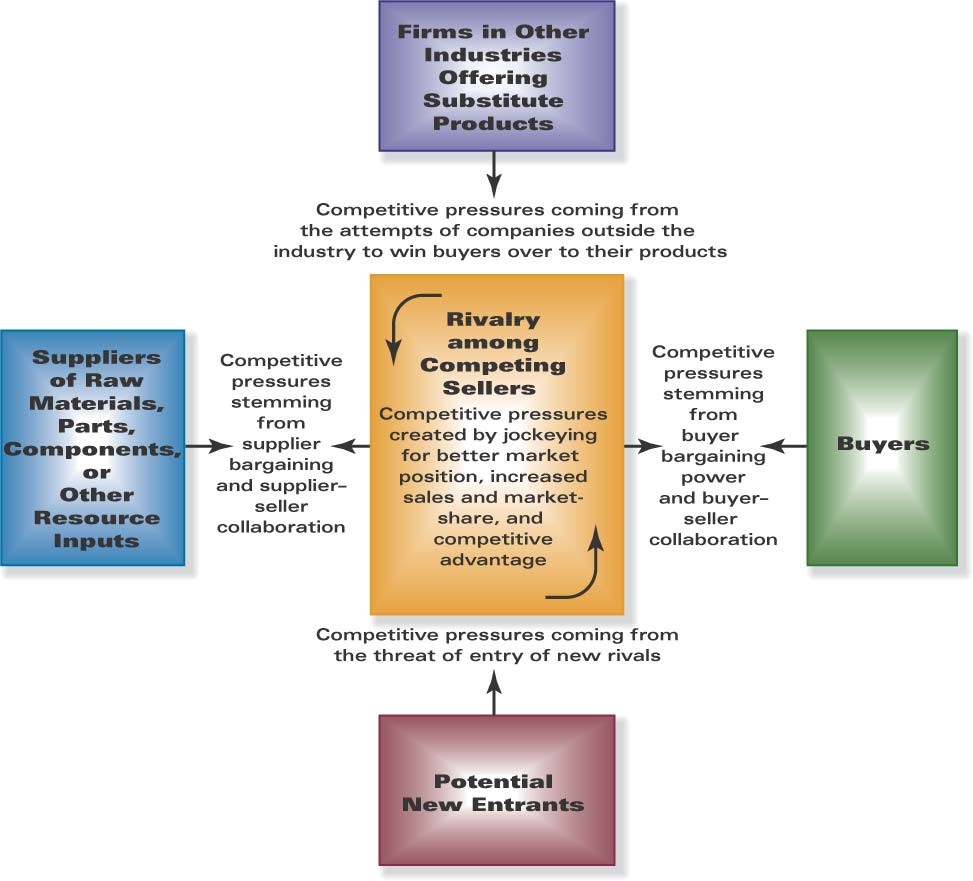 Firms in Other
Industries
Offering
Substitute
Products
Competitive pressures coming from
the attempts of companies outside the
industry to win buyers over to their products
Suppliers
of Raw
Materials,
Parts,
Components,
or
Other
Resource
Inputs
Competitive
pressures
stemming
from
supplier
bargaining
and supplier–
seller
collaboration
Rivalry
among
Competing
Sellers
Competitive pressures
created by jockeying
for better market
position, increased
sales and market-
share, and
competitive
advantage
Competitive
pressures
stemming
from
buyer
bargaining
power
and buyer–
seller
collaboration
Buyers
Competitive pressures coming from
the threat of entry of new rivals
Potential
New Entrants